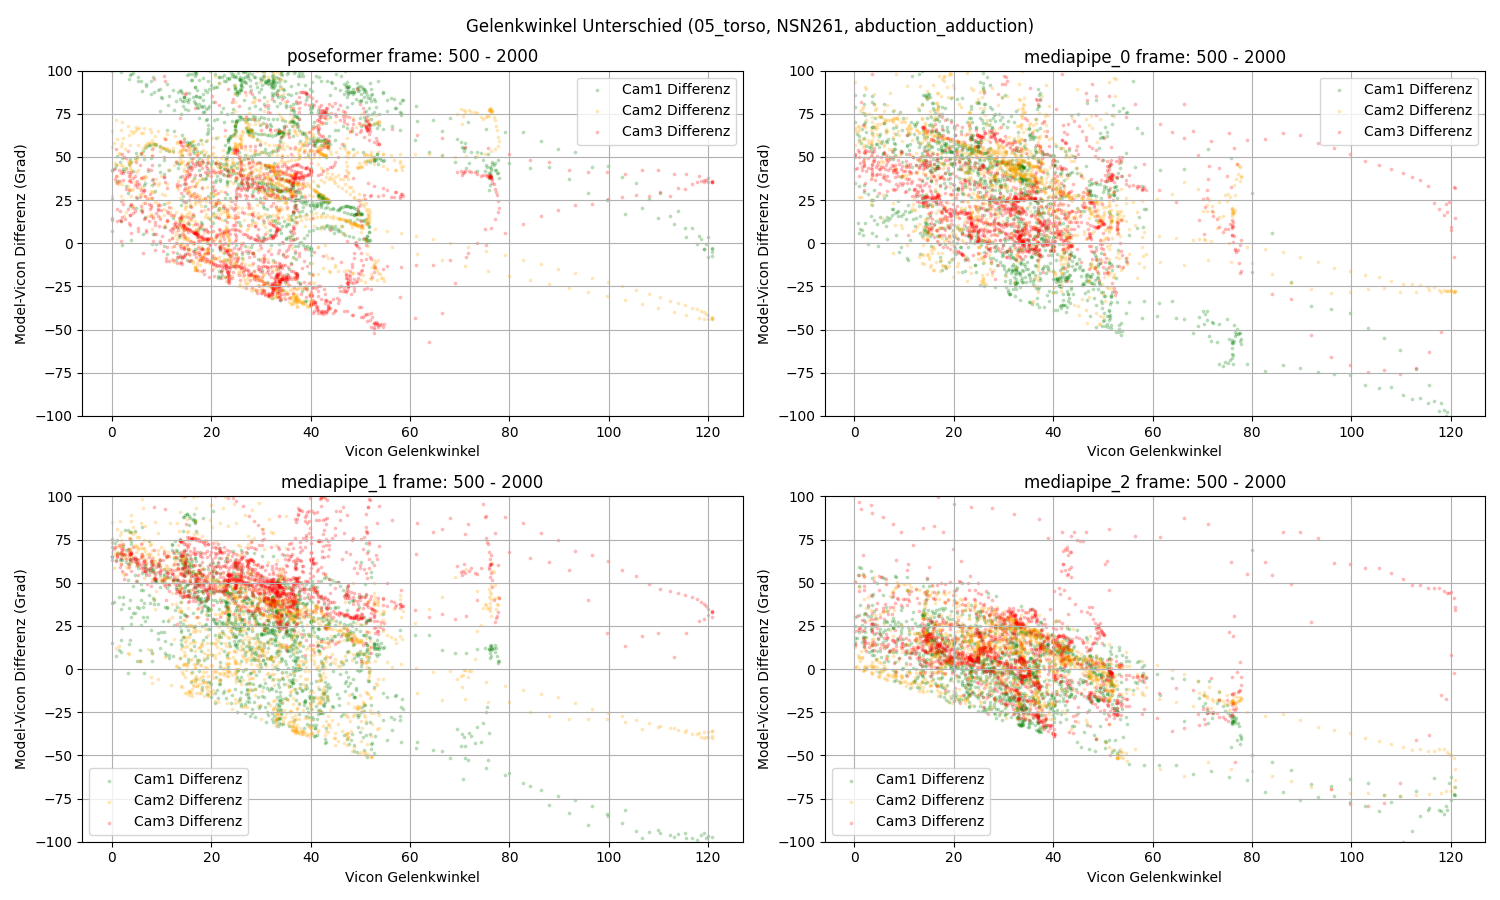 Gelenkwinkel Unterschied (05_torso, NSN261, abduction_adduction)
poseformer frame: 500 - 2000
Model-Vicon Differenz (Grad)
100
75
50
25
0
−25
−50
−75
−100
Cam1 Differenz
Cam2 Differenz
Cam3 Differenz
0 20 40 60 80 100 120
Vicon Gelenkwinkel
mediapipe_0 frame: 500 - 2000
Model-Vicon Differenz (Grad)
100
75
50
25
0
−25
−50
−75
−100
Cam1 Differenz
Cam2 Differenz
Cam3 Differenz
0 20 40 60 80 100 120
Vicon Gelenkwinkel
mediapipe_1 frame: 500 - 2000
Model-Vicon Differenz (Grad)
100
75
50
25
0
−25
−50
−75
−100
Cam1 Differenz
Cam2 Differenz
Cam3 Differenz
0 20 40 60 80 100 120
Vicon Gelenkwinkel
mediapipe_2 frame: 500 - 2000
Model-Vicon Differenz (Grad)
100
75
50
25
0
−25
−50
−75
−100
Cam1 Differenz
Cam2 Differenz
Cam3 Differenz
0 20 40 60 80 100 120
Vicon Gelenkwinkel